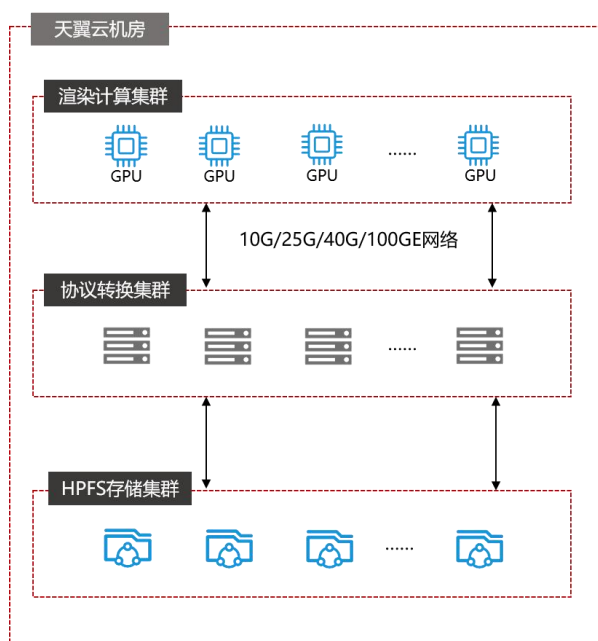 天翼云机房
渲染计算集群
GPU GPU GPU ...... GPU
10G/25G/40G/100GE网络
协议转换集群
......
HPFS存储集群
......